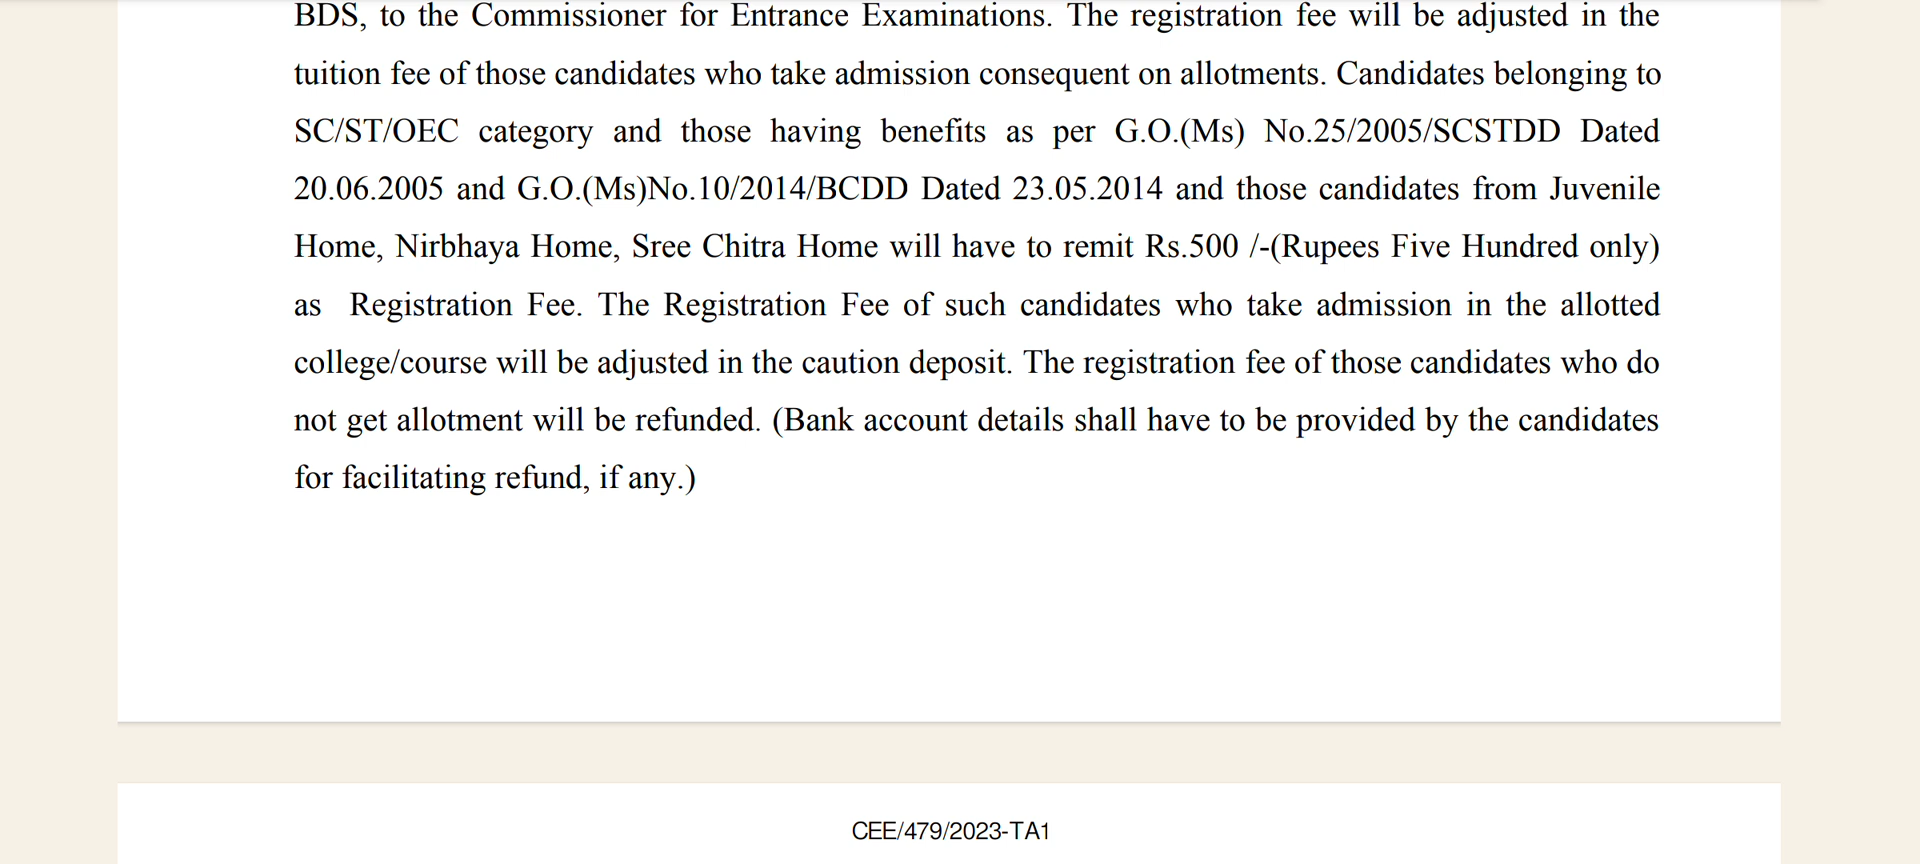 BDS, to the Commissioner for Entrance Examinations. The registration fee will be adjusted in the
tuition fee of those candidates who take admission consequent on allotments. Candidates belonging to
SC/ST/OEC category and those having benefits as per G.O.(Ms) No.25/2005/SCSTDD Dated
20.06.2005 and G.O.(Ms)No.10/2014/BCDD Dated 23.05.2014 and those candidates from Juvenile
Home, Nirbhaya Home, Sree Chitra Home will have to remit Rs.500 /-(Rupees Five Hundred only)
as Registration Fee. The Registration Fee of such candidates who take admission in the allotted
college/course will be adjusted in the caution deposit. The registration fee of those candidates who do
not get allotment will be refunded. (Bank account details shall have to be provided by the candidates
for facilitating refund, if any.)
CEE/479/2023-TA1